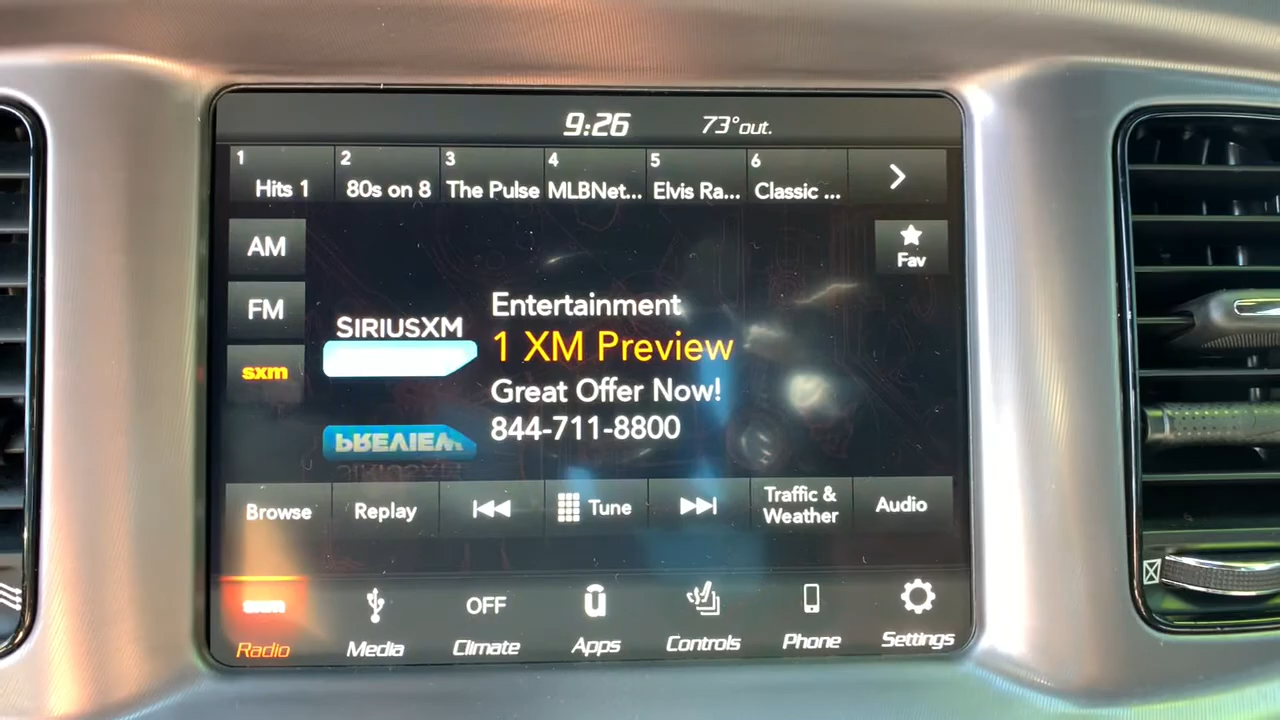 9:26 73° out.
1 2 3 4 5 6
Hits 1 80s on 8 The Pulse MLBNet... Elvis Ra... Classic ...
AM
Fav
FM
SIRIUSXM
sxm
PREVIEW
SIRIUSXM
Entertainment
1 XM Preview
Great Offer Now!
844-711-8800
Browse Replay Tune Traffic & Weather Audio
sxm OFF
Radio Media Climate Apps Controls Phone Settings